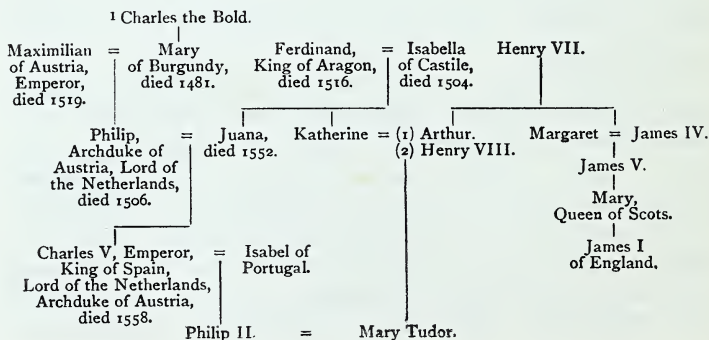 1 Charles the Bold.
Maximilian = Mary Ferdinand, = Isabella Henry VII.
of Austria, of Burgundy, King of Aragon, of Castile,
Emperor, died 1481. died 1516. died 1504.
died 1519.
Philip, = Juana, Katherine = (1) Arthur. Margaret = James IV.
Archduke of died 1552. (2) Henry VIII.
Austria, Lord of James V.
the Netherlands,
died 1506. Mary,
Queen of Scots.
Charles V, Emperor, = Isabel of James I
King of Spain, Portugal. of England.
Lord of the Netherlands,
Archduke of Austria,
died 1558.
Philip II. = Mary Tudor.